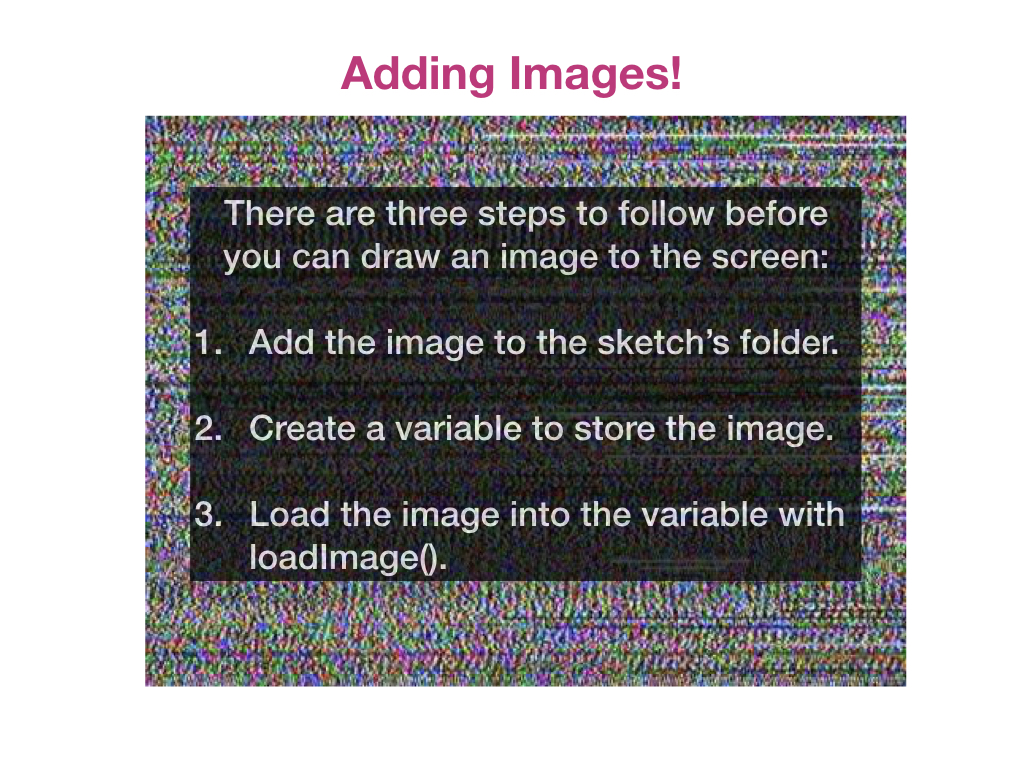 Adding Images!
There are three steps to follow before
you can draw an image to the screen:
1. Add the image to the sketch’s folder.
2. Create a variable to store the image.
3. Load the image into the variable with
loadImage().